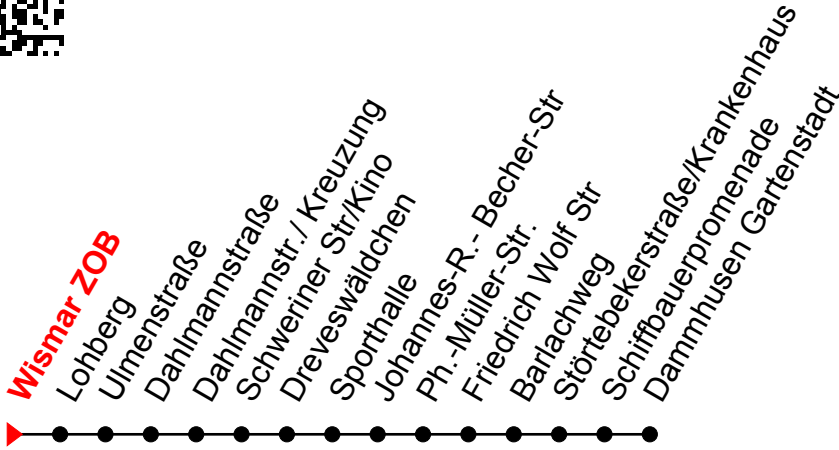 Wismar ZOB
Lohberg
Ulmenstraße
Dahlmannstraße
Dahlmannstr./ Kreuzung
Schweriner Str/Kino
Dreveswäldchen
Sporthalle
Johannes-R.- Becher-Str
Ph.-Müller-Str.
Friedrich Wolf Str
Barlachweg
Störtebekerstraße/Krankenhaus
Schiffbauerpromenade
Dammhusen Gartenstadt